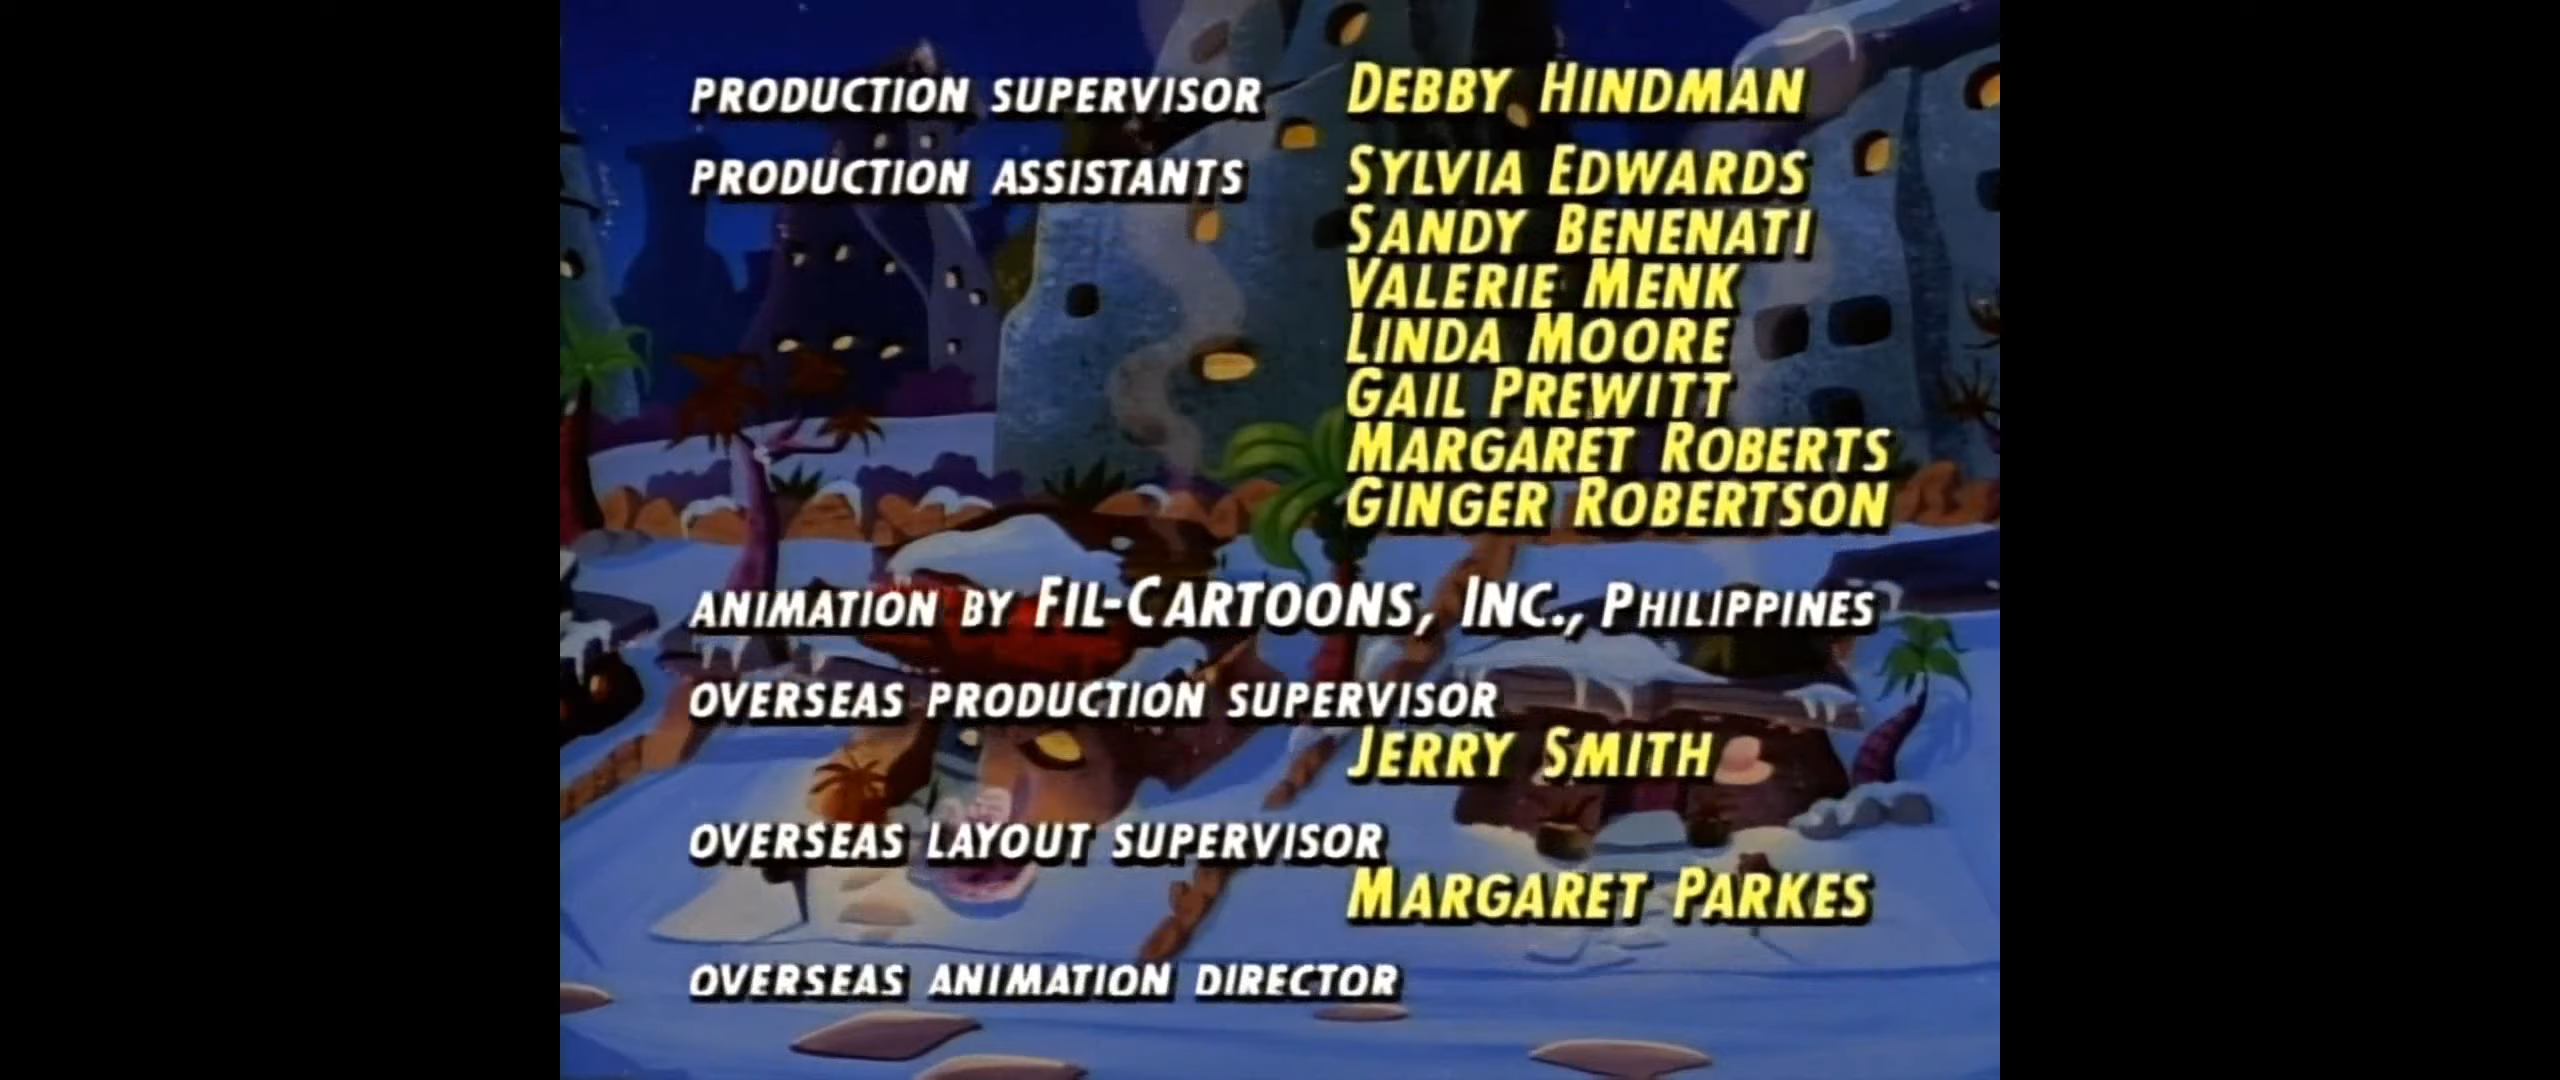 PRODUCTION SUPERVISOR DEBBY HINDMAN
PRODUCTION ASSISTANTS SYLVIA EDWARDS
SANDY BENENATI
VALERIE MENK
LINDA MOORE
GAIL PREWITT
MARGARET ROBERTS
GINGER ROBERTSON
ANIMATION BY FIL-CARTOONS, INC., PHILIPPINES
OVERSEAS PRODUCTION SUPERVISOR
JERRY SMITH
OVERSEAS LAYOUT SUPERVISOR
MARGARET PARKES
OVERSEAS ANIMATION DIRECTOR